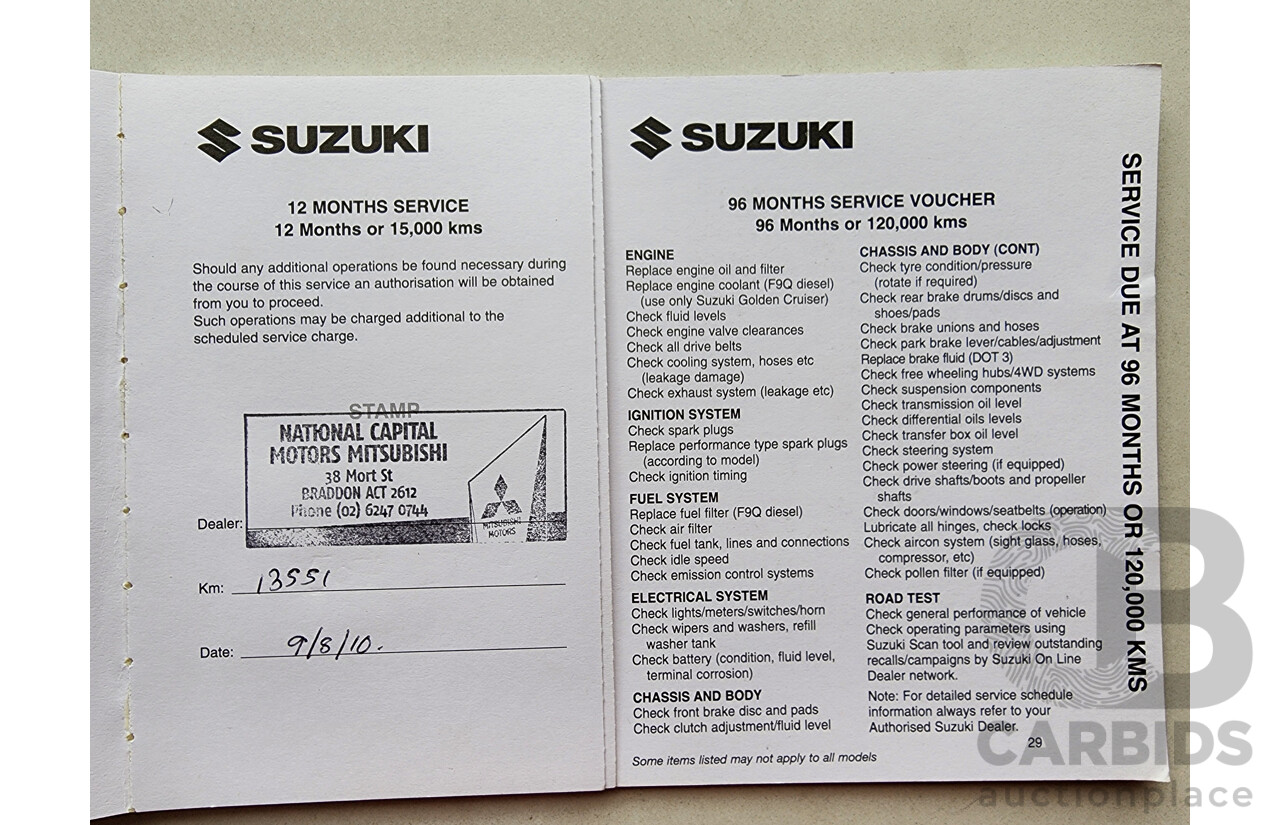 SUZUKI
12 MONTHS SERVICE
12 Months or 15,000 kms
Should any additional operations be found necessary during
the course of this service an authorisation will be obtained
from you to proceed.
Such operations may be charged additional to the
scheduled service charge.
STAMP
NATIONAL CAPITAL
MOTORS MITSUBISHI
38 Mort St
BRADDON ACT 2612
Phone (02) 6247 0744
MITSUBISHI
MOTORS
Dealer:
Km: 13551
Date: 9/8/10.
SUZUKI
96 MONTHS SERVICE VOUCHER
96 Months or 120,000 kms
ENGINE
Replace engine oil and filter
Replace engine coolant (F9Q diesel)
(use only Suzuki Golden Cruiser)
Check fluid levels
Check engine valve clearances
Check all drive belts
Check cooling system, hoses etc
(leakage damage)
Check exhaust system (leakage etc)
IGNITION SYSTEM
Check spark plugs
Replace performance type spark plugs
(according to model)
Check ignition timing
FUEL SYSTEM
Replace fuel filter (F9Q diesel)
Check air filter
Check fuel tank, lines and connections
Check idle speed
Check emission control systems
ELECTRICAL SYSTEM
Check lights/meters/switches/horn
Check wipers and washers, refill
washer tank
Check battery (condition, fluid level,
terminal corrosion)
CHASSIS AND BODY
Check front brake disc and pads
Check clutch adjustment/fluid level
Some items listed may not apply to all models
CHASSIS AND BODY (CONT)
Check tyre condition/pressure
(rotate if required)
Check rear brake drums/discs and
shoes/pads
Check brake unions and hoses
Check park brake lever/cables/adjustment
Replace brake fluid (DOT 3)
Check free wheeling hubs/4WD systems
Check suspension components
Check transmission oil level
Check differential oils levels
Check transfer box oil level
Check steering system
Check power steering (if equipped)
Check drive shafts/boots and propeller
shafts
Check doors/windows/seatbelts (operation)
Lubricate all hinges, check locks
Check aircon system (sight glass, hoses,
compressor, etc)
Check pollen filter (if equipped)
ROAD TEST
Check general performance of vehicle
Check operating parameters using
Suzuki Scan tool and review outstanding
recalls/campaigns by Suzuki On Line
Dealer network.
Note: For detailed service schedule
information always refer to your
Authorised Suzuki Dealer.
29
SERVICE DUE AT 96 MONTHS OR 120,000 KMS
CB
CARBIDS
auctionplace